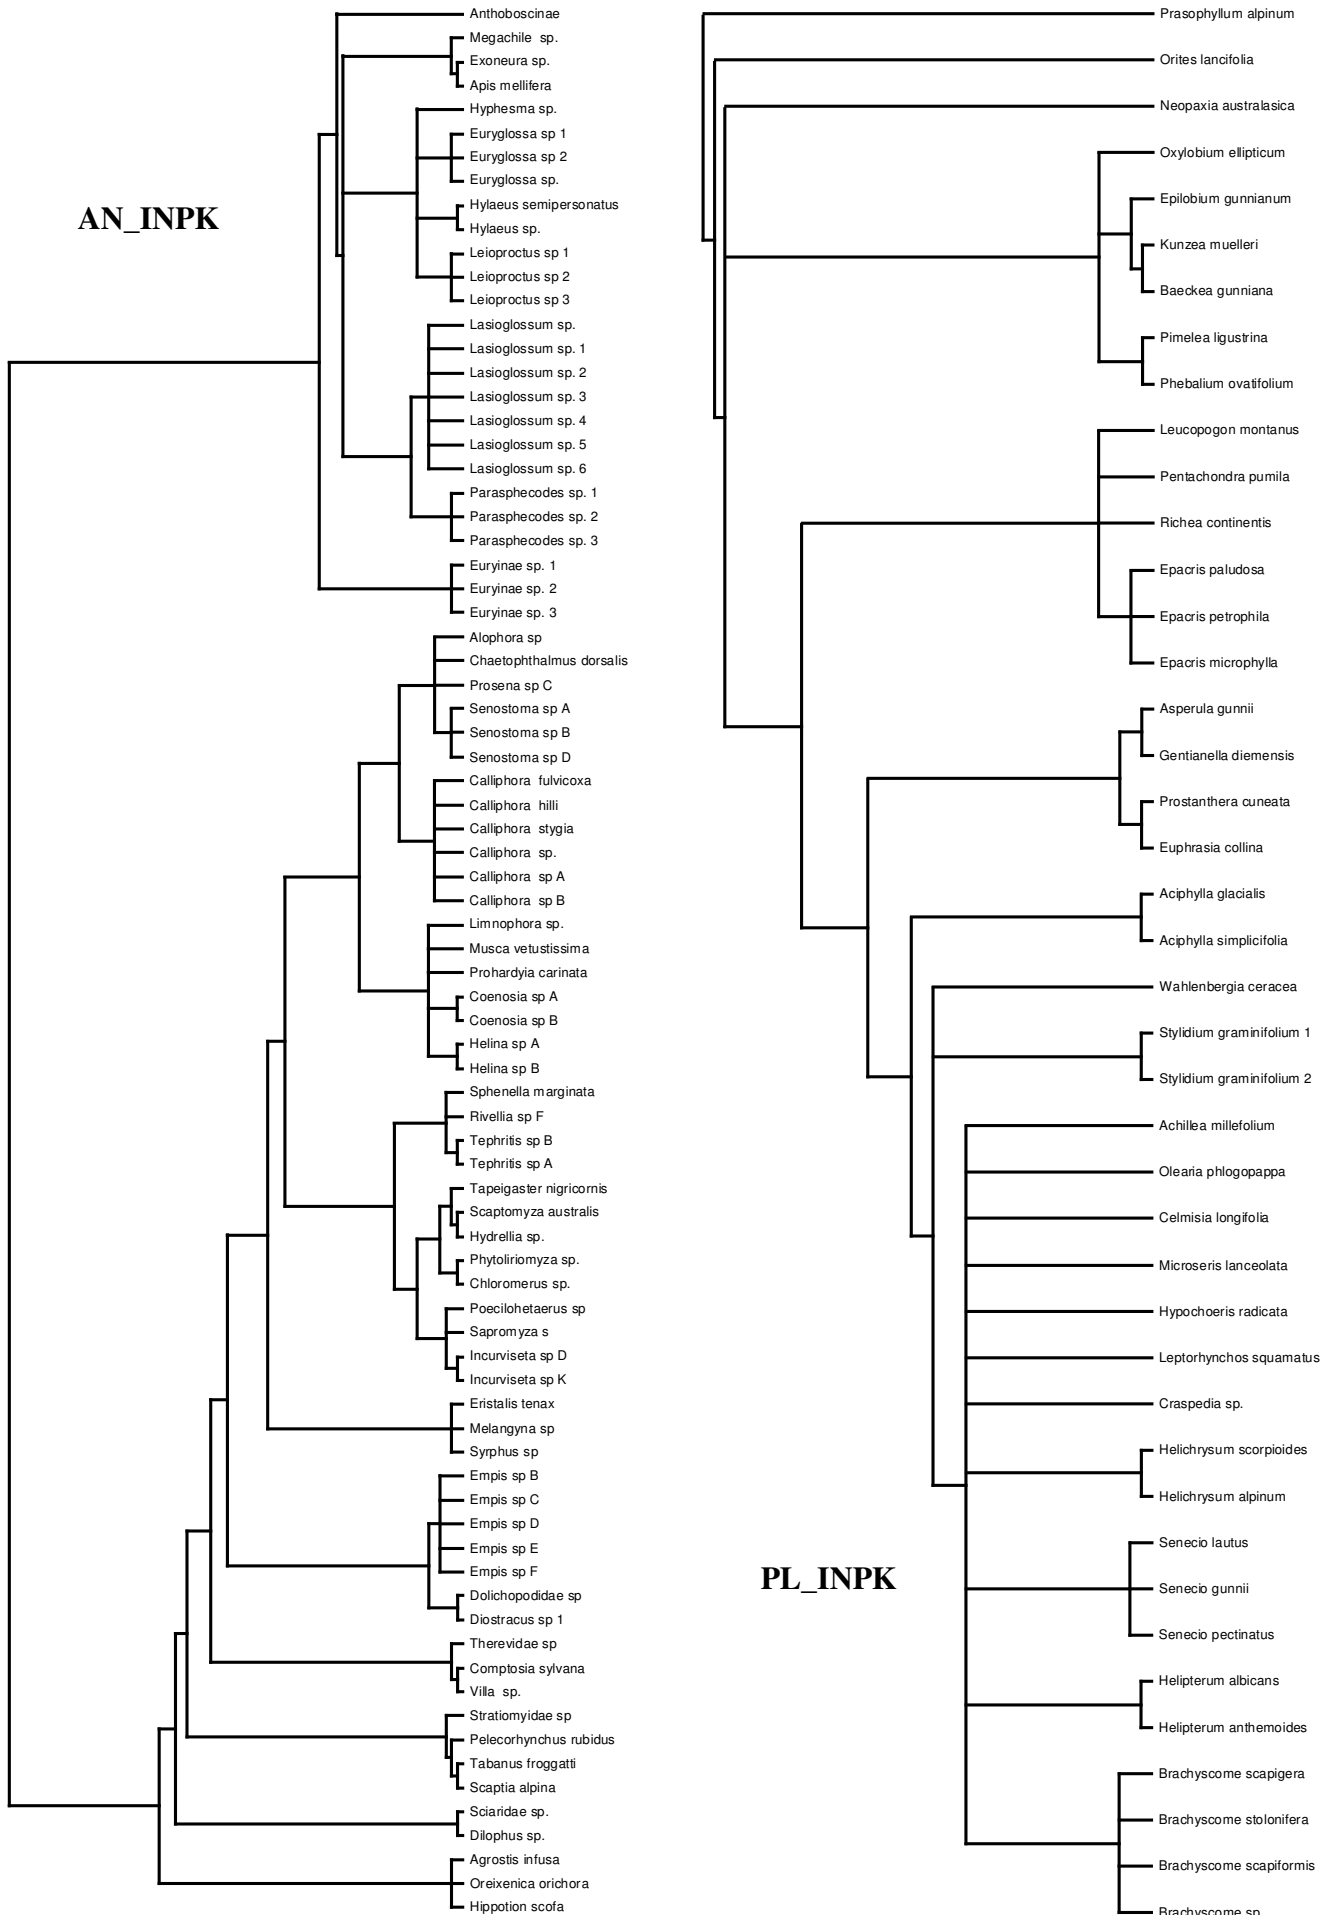 Anthoboscinae
Megachile sp.
Exoneura sp.
Apis mellifera
Hyphesma sp.
Euryglossa sp 1
Euryglossa sp 2
Euryglossa sp.
AN_INPK
Hylaeus semipersonatus
Hylaeus sp.
Leioproctus sp 1
Leioproctus sp 2
Leioproctus sp 3
Lasioglossum sp.
Lasioglossum sp. 1
Lasioglossum sp. 2
Lasioglossum sp. 3
Lasioglossum sp. 4
Lasioglossum sp. 5
Lasioglossum sp. 6
Parasphecodes sp. 1
Parasphecodes sp. 2
Parasphecodes sp. 3
Euryinae sp. 1
Euryinae sp. 2
Euryinae sp. 3
Alophora sp
Chaetophthalmus dorsalis
Prosena sp C
Senostoma sp A
Senostoma sp B
Senostoma sp D
Calliphora fulvicoxa
Calliphora hilli
Calliphora stygia
Calliphora sp.
Calliphora sp A
Calliphora sp B
Limnophora sp.
Musca vetustissima
Prohardyia carinata
Coenosia sp A
Coenosia sp B
Helina sp A
Helina sp B
Sphenella marginata
Rivellia sp F
Tephritis sp B
Tephritis sp A
Tapeigaster nigricornis
Scaptomyza australis
Hydrellia sp.
Phytoliriomyza sp.
Chloromerus sp.
Poecilohetaerus sp
Sapromyza s
Incurviseta sp D
Incurviseta sp K
Eristalis tenax
Melangyna sp
Syrphus sp
Empis sp B
Empis sp C
Empis sp D
Empis sp E
Empis sp F
Dolichopodidae sp
Diostracus sp 1
Therevidae sp
Comptosia sylvana
Villa sp.
Stratiomyidae sp
Pelecorhynchus rubidus
Tabanus froggatti
Scaptia alpina
Sciaridae sp.
Dilophus sp.
Agrostis infusa
Oreixenica orichora
Hippotion scofa
Prasophyllum alpinum
Orites lancifolia
Neopaxia australasica
Oxylobium ellipticum
Epilobium gunnianum
Kunzea muelleri
Baeckea gunniana
Pimelea ligustrina
Phebalium ovatifolium
Leucopogon montanus
Pentachondra pumila
Richea continentis
Epacris paludosa
Epacris petrophila
Epacris microphylla
Asperula gunnii
Gentianella diemensis
Prostanthera cuneata
Euphrasia collina
Aciphylla glacialis
Aciphylla simplicifolia
Wahlenbergia ceracea
Stylidium graminifolium 1
Stylidium graminifolium 2
Achillea millefolium
Olearia phlogopappa
Celmisia longifolia
Microseris lanceolata
Hypochoeris radicata
Leptorhynchos squamatus
Craspedia sp.
Helichrysum scorpioides
Helichrysum alpinum
Senecio lautus
PL_INPK
Senecio gunnii
Senecio pectinatus
Helipterum albicans
Helipterum anthemoides
Brachyscome scapigera
Brachyscome stolonifera
Brachyscome scapiformis
Brachyscome sp